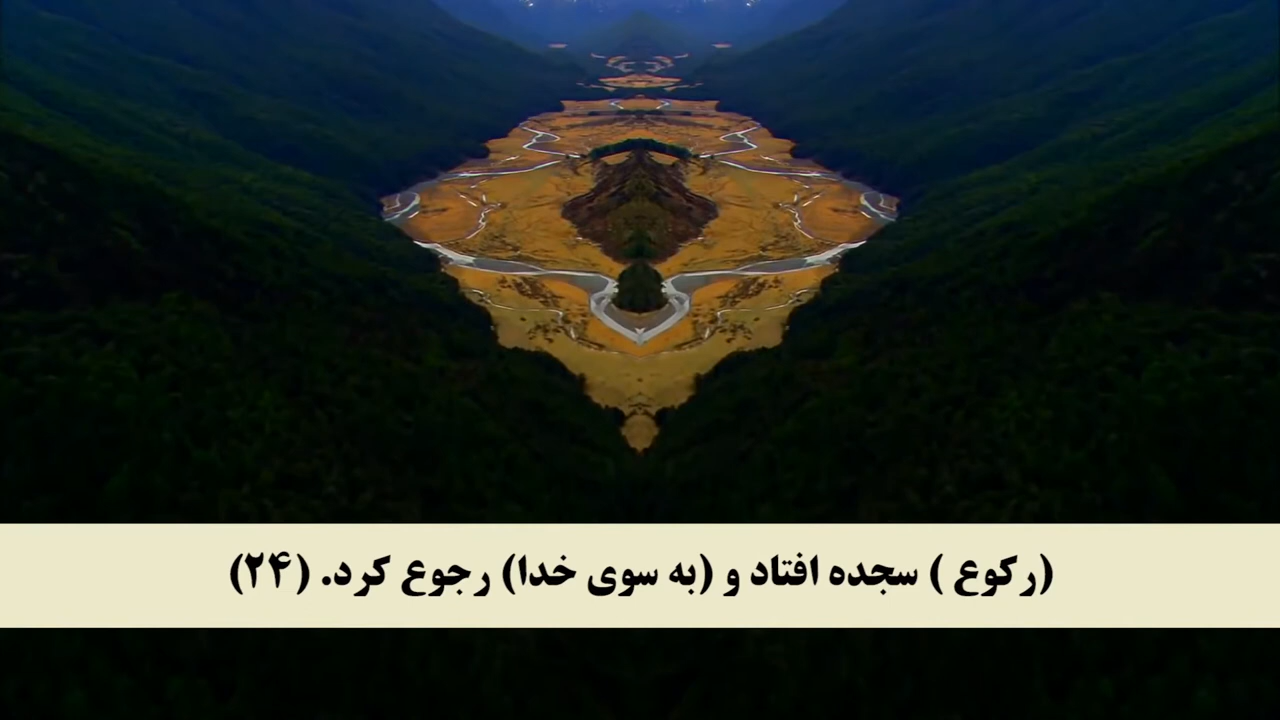 (رکوع ) سجده افتاد و (به سوی خدا) رجوع کرد. (۲۴)